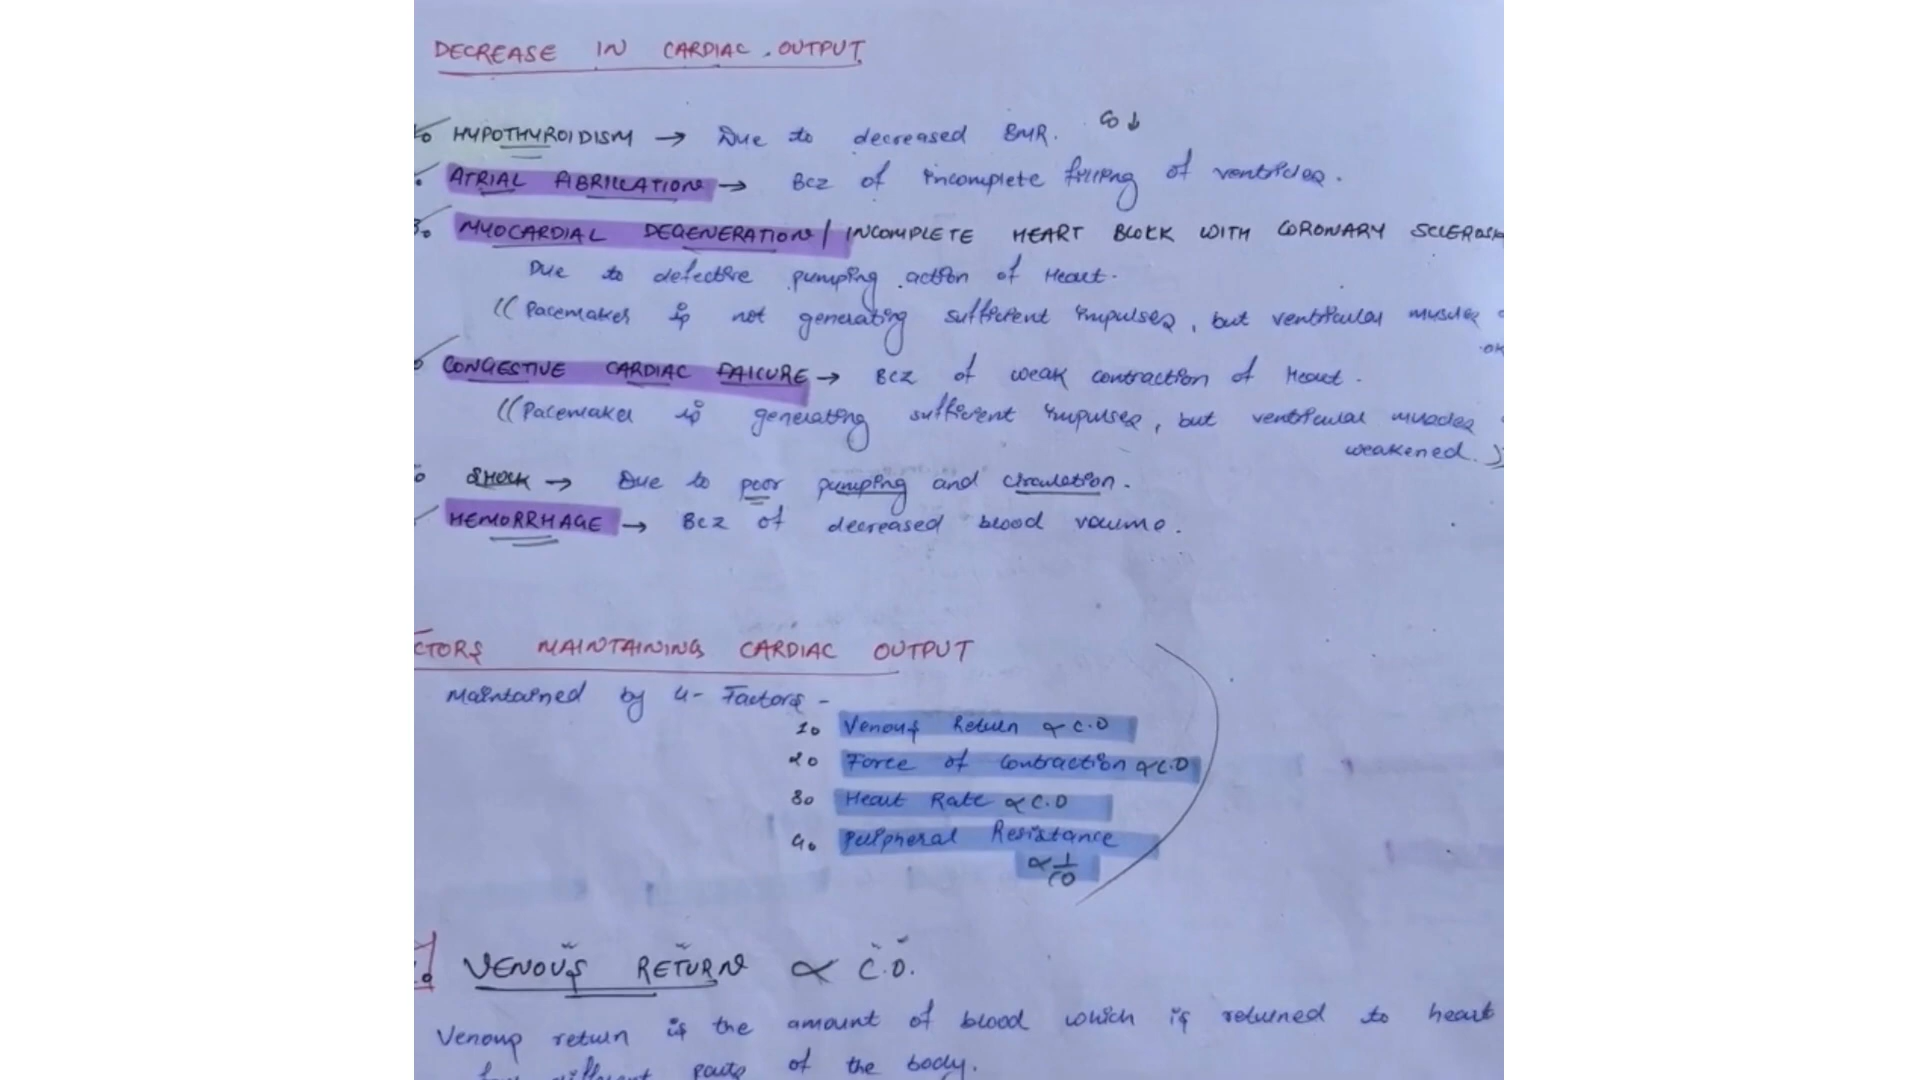 DECREASE IN CARDIAC OUTPUT
HYPOTHYROIDISM → Due to decreased BMR. CO ↓
ATRIAL FIBRILLATION → Bcz of incomplete filling of ventricles.
3. MYOCARDIAL DEGENERATION / INCOMPLETE HEART BLOCK WITH CORONARY SCLEROSIS
Due to defective pumping action of Heart.
((Pacemaker is not generating sufficient impulses, but ventricular muscles
OK
CONGESTIVE CARDIAC FAILURE → Bcz of weak contraction of Heart.
((Pacemaker is generating sufficient impulses, but ventricular muscles
weakened.))
SHOCK → Due to poor pumping and circulation.
HEMORRHAGE → Bcz of decreased blood volume.
CTORS MAINTAINING CARDIAC OUTPUT
Maintained by 4- Factors -
1. Venous Return ∝ C.O
2. Force of Contraction ∝ C.O
3. Heart Rate ∝ C.O
4. Peripheral Resistance
∝ 1/CO
VENOUS RETURN ∝ C.O.
Venous return is the amount of blood which is returned to heart
different parts of the body.